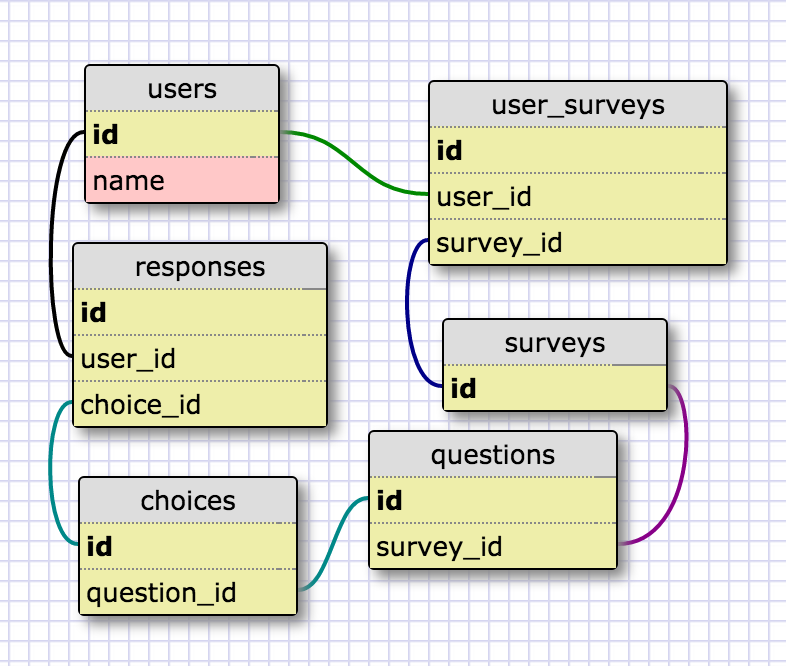 users
id
name
user_surveys
id
user_id
survey_id
responses
id
user_id
choice_id
surveys
id
questions
id
survey_id
choices
id
question_id